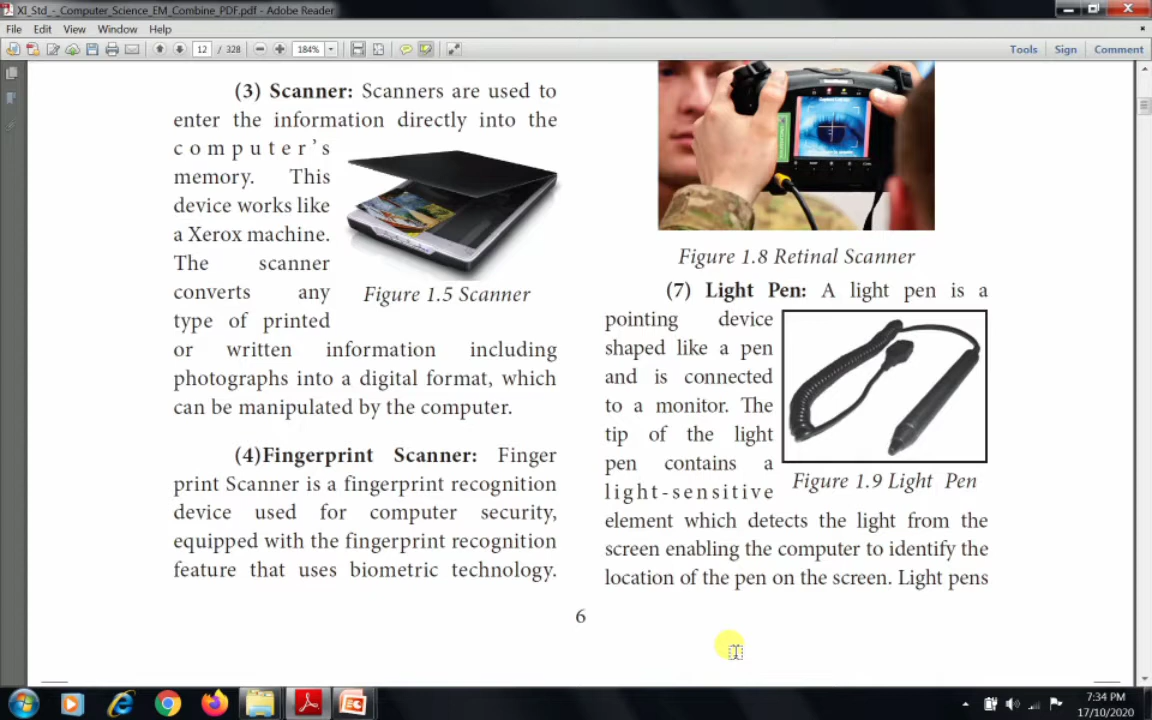 XI_Std_-_Computer_Science_EM_Combine_PDF.pdf - Adobe Reader
File Edit View Window Help
12 / 328 184% Tools Sign Comment
(3) Scanner: Scanners are used to
enter the information directly into the
computer's
memory. This
device works like
a Xerox machine.
The scanner
converts any
type of printed
Figure 1.5 Scanner
or written information including
photographs into a digital format, which
can be manipulated by the computer.
(4)Fingerprint Scanner: Finger
print Scanner is a fingerprint recognition
device used for computer security,
equipped with the fingerprint recognition
feature that uses biometric technology.
Figure 1.8 Retinal Scanner
(7) Light Pen: A light pen is a
pointing device
shaped like a pen
and is connected
to a monitor. The
tip of the light
pen contains a
light-sensitive
Figure 1.9 Light Pen
element which detects the light from the
screen enabling the computer to identify the
location of the pen on the screen. Light pens
6
7:34 PM
17/10/2020